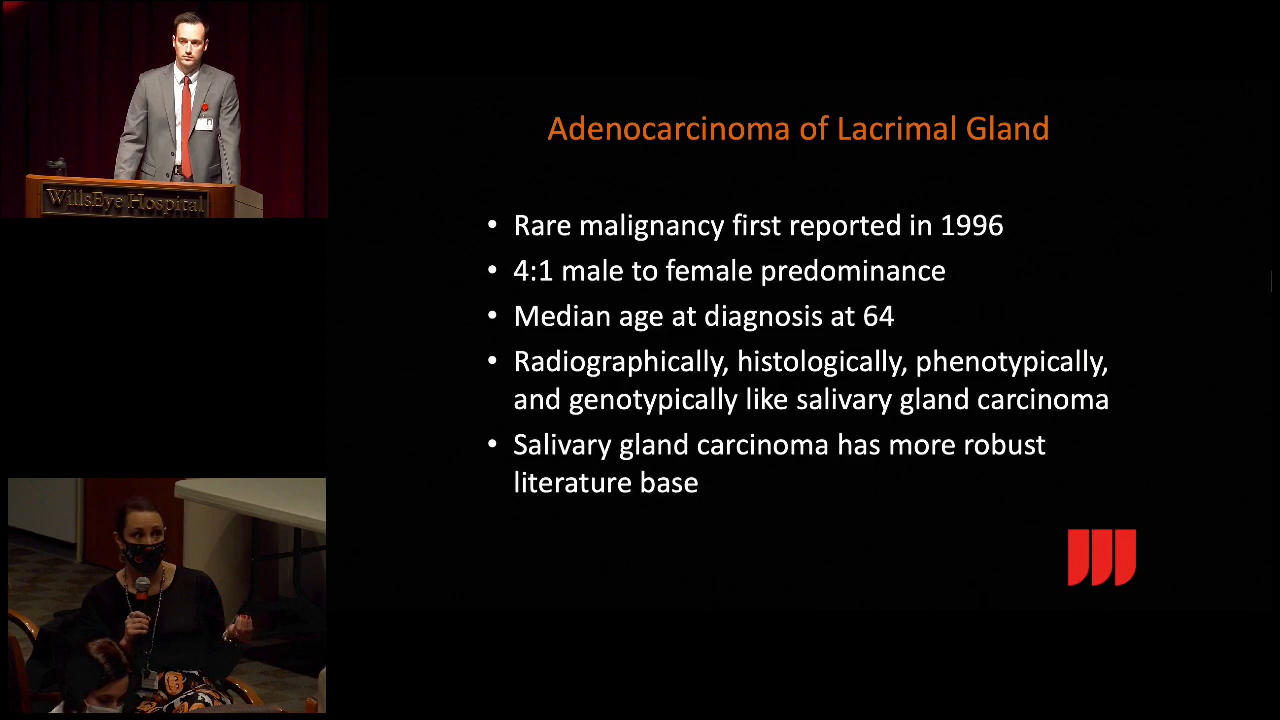 WillsEye Hospital
Adenocarcinoma of Lacrimal Gland
• Rare malignancy first reported in 1996
• 4:1 male to female predominance
• Median age at diagnosis at 64
• Radiographically, histologically, phenotypically,
and genotypically like salivary gland carcinoma
• Salivary gland carcinoma has more robust
literature base